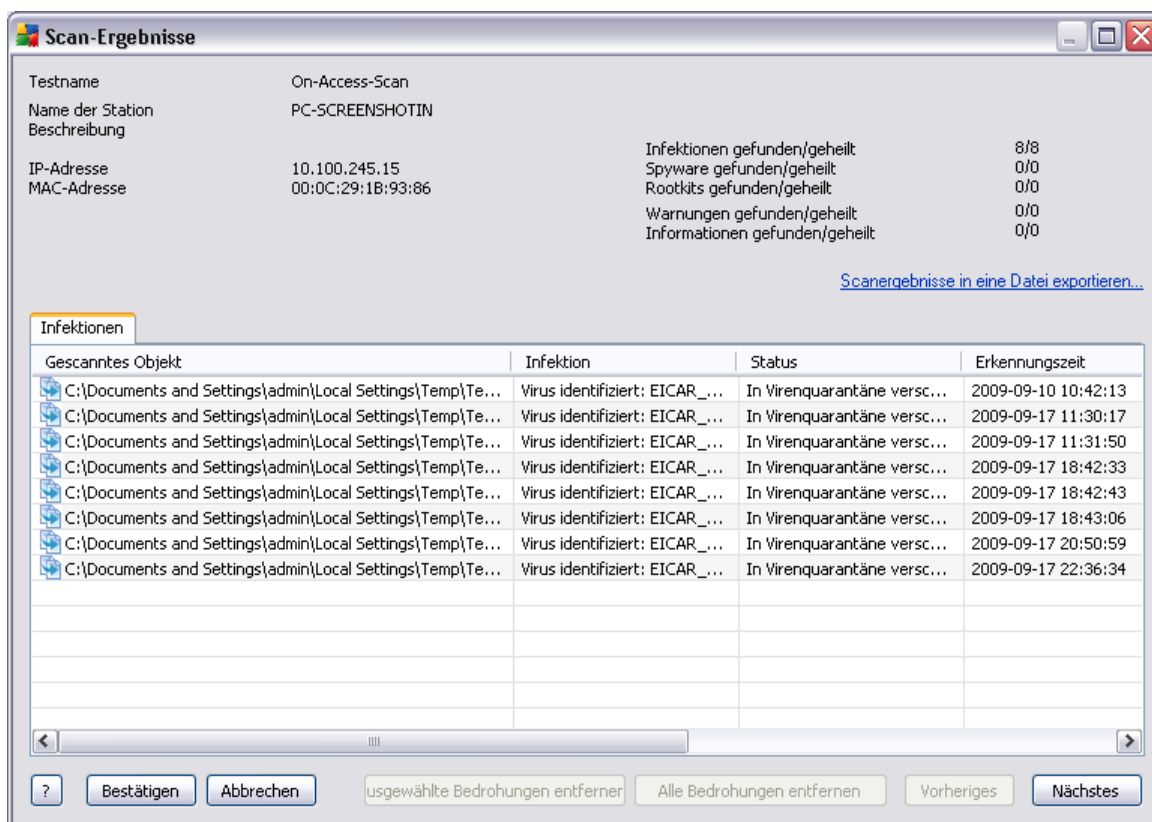 Scan-Ergebnisse
Testname On-Access-Scan
Name der Station PC-SCREENSHOTIN
Beschreibung
IP-Adresse 10.100.245.15
MAC-Adresse 00:0C:29:1B:93:86
Infektionen gefunden/geheilt 8/8
Spyware gefunden/geheilt 0/0
Rootkits gefunden/geheilt 0/0
Warnungen gefunden/geheilt 0/0
Informationen gefunden/geheilt 0/0
Scanergebnisse in eine Datei exportieren...
Infektionen
Gescanntes Objekt Infektion Status Erkennungszeit
C:\Documents and Settings\admin\Local Settings\Temp\Te... Virus identifiziert: EICAR_... In Virenquarantäne versc... 2009-09-10 10:42:13
C:\Documents and Settings\admin\Local Settings\Temp\Te... Virus identifiziert: EICAR_... In Virenquarantäne versc... 2009-09-17 11:30:17
C:\Documents and Settings\admin\Local Settings\Temp\Te... Virus identifiziert: EICAR_... In Virenquarantäne versc... 2009-09-17 11:31:50
C:\Documents and Settings\admin\Local Settings\Temp\Te... Virus identifiziert: EICAR_... In Virenquarantäne versc... 2009-09-17 18:42:33
C:\Documents and Settings\admin\Local Settings\Temp\Te... Virus identifiziert: EICAR_... In Virenquarantäne versc... 2009-09-17 18:42:43
C:\Documents and Settings\admin\Local Settings\Temp\Te... Virus identifiziert: EICAR_... In Virenquarantäne versc... 2009-09-17 18:43:06
C:\Documents and Settings\admin\Local Settings\Temp\Te... Virus identifiziert: EICAR_... In Virenquarantäne versc... 2009-09-17 20:50:59
C:\Documents and Settings\admin\Local Settings\Temp\Te... Virus identifiziert: EICAR_... In Virenquarantäne versc... 2009-09-17 22:36:34
? Bestätigen Abbrechen usgewählte Bedrohungen entferner Alle Bedrohungen entfernen Vorheriges Nächstes